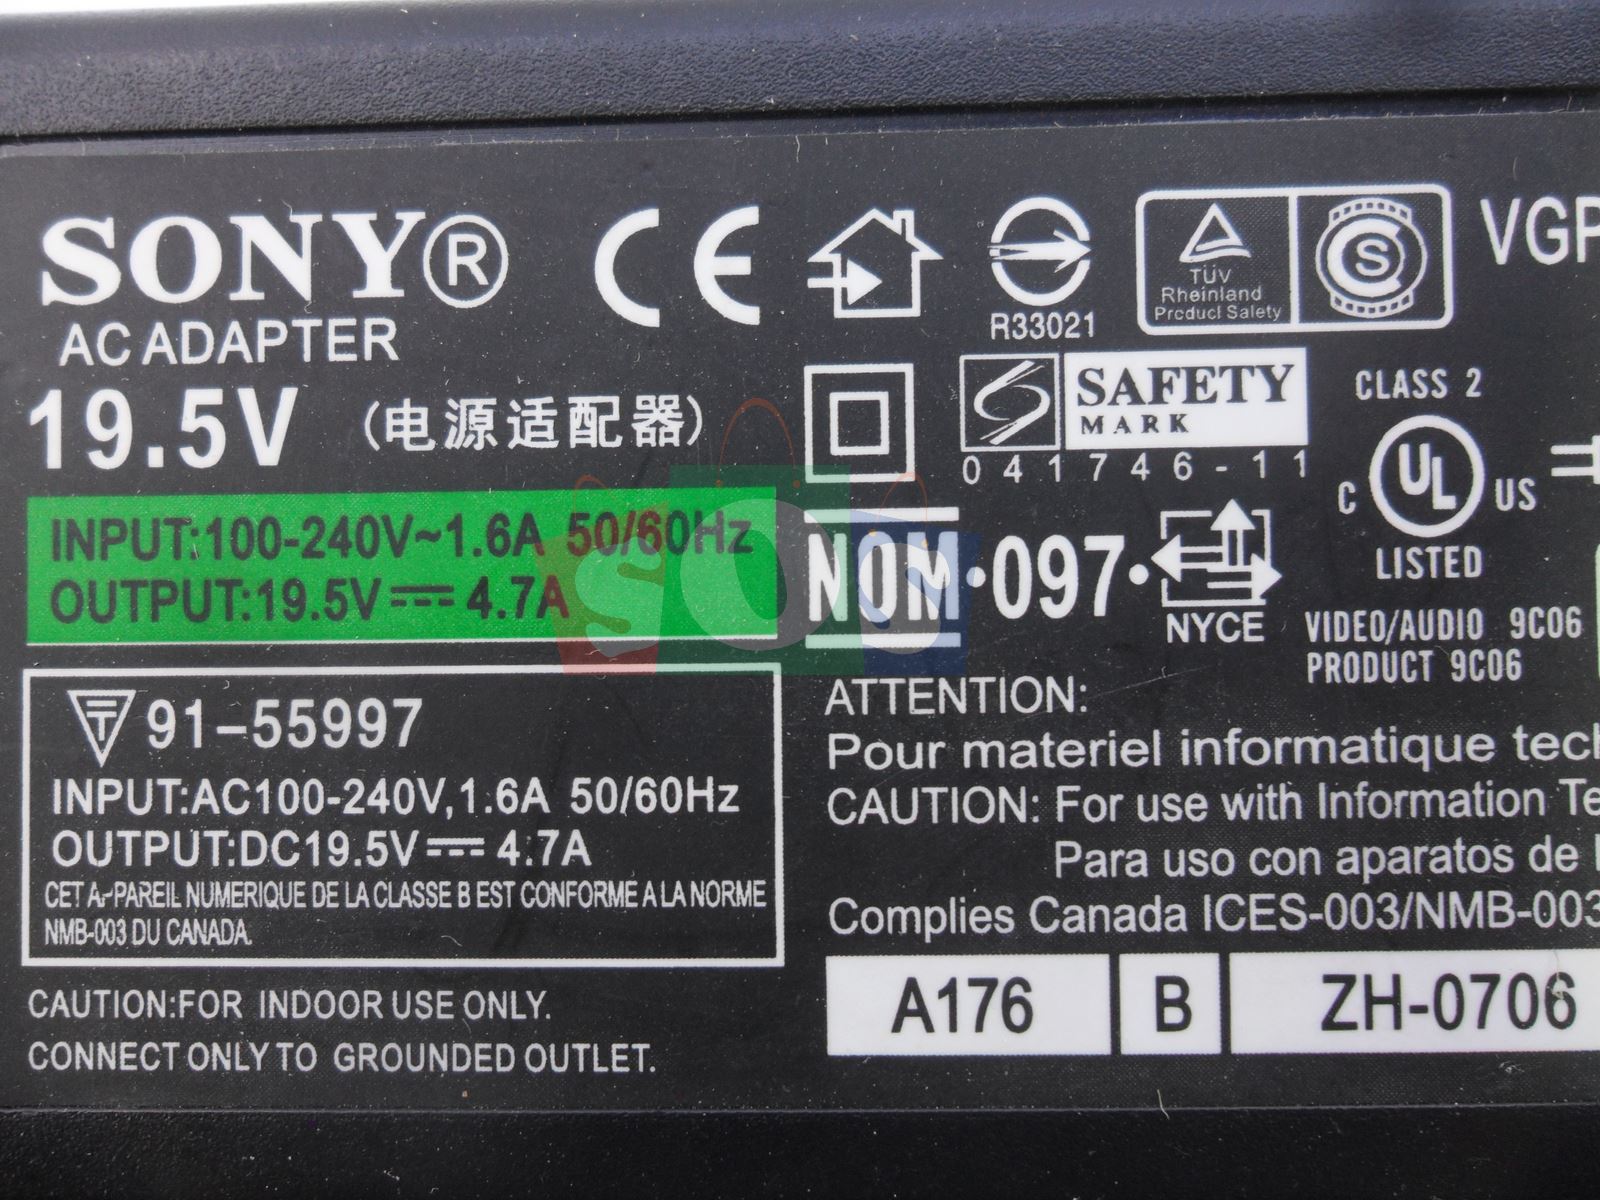 SONY®
AC ADAPTER
19.5V
(电源适配器)
INPUT:100-240V~1.6A 50/60Hz
OUTPUT:19.5V⎓4.7A
91-55997
INPUT:AC100-240V,1.6A 50/60Hz
OUTPUT:DC19.5V⎓4.7A
CET A-PAREIL NUMERIQUE DE LA CLASSE B EST CONFORME A LA NORME
NMB-003 DU CANADA.
CAUTION:FOR INDOOR USE ONLY.
CONNECT ONLY TO GROUNDED OUTLET.
CE
R33021
TÜV
Rheinland
Product Safety
S
VGP
SAFETY
MARK
041746-11
CLASS 2
C UL US
LISTED
NOM·097·
NYCE
VIDEO/AUDIO 9C06
PRODUCT 9C06
SOS
ATTENTION:
Pour materiel informatique tech
CAUTION: For use with Information Te
Para uso con aparatos de
Complies Canada ICES-003/NMB-003
A176 B ZH-0706